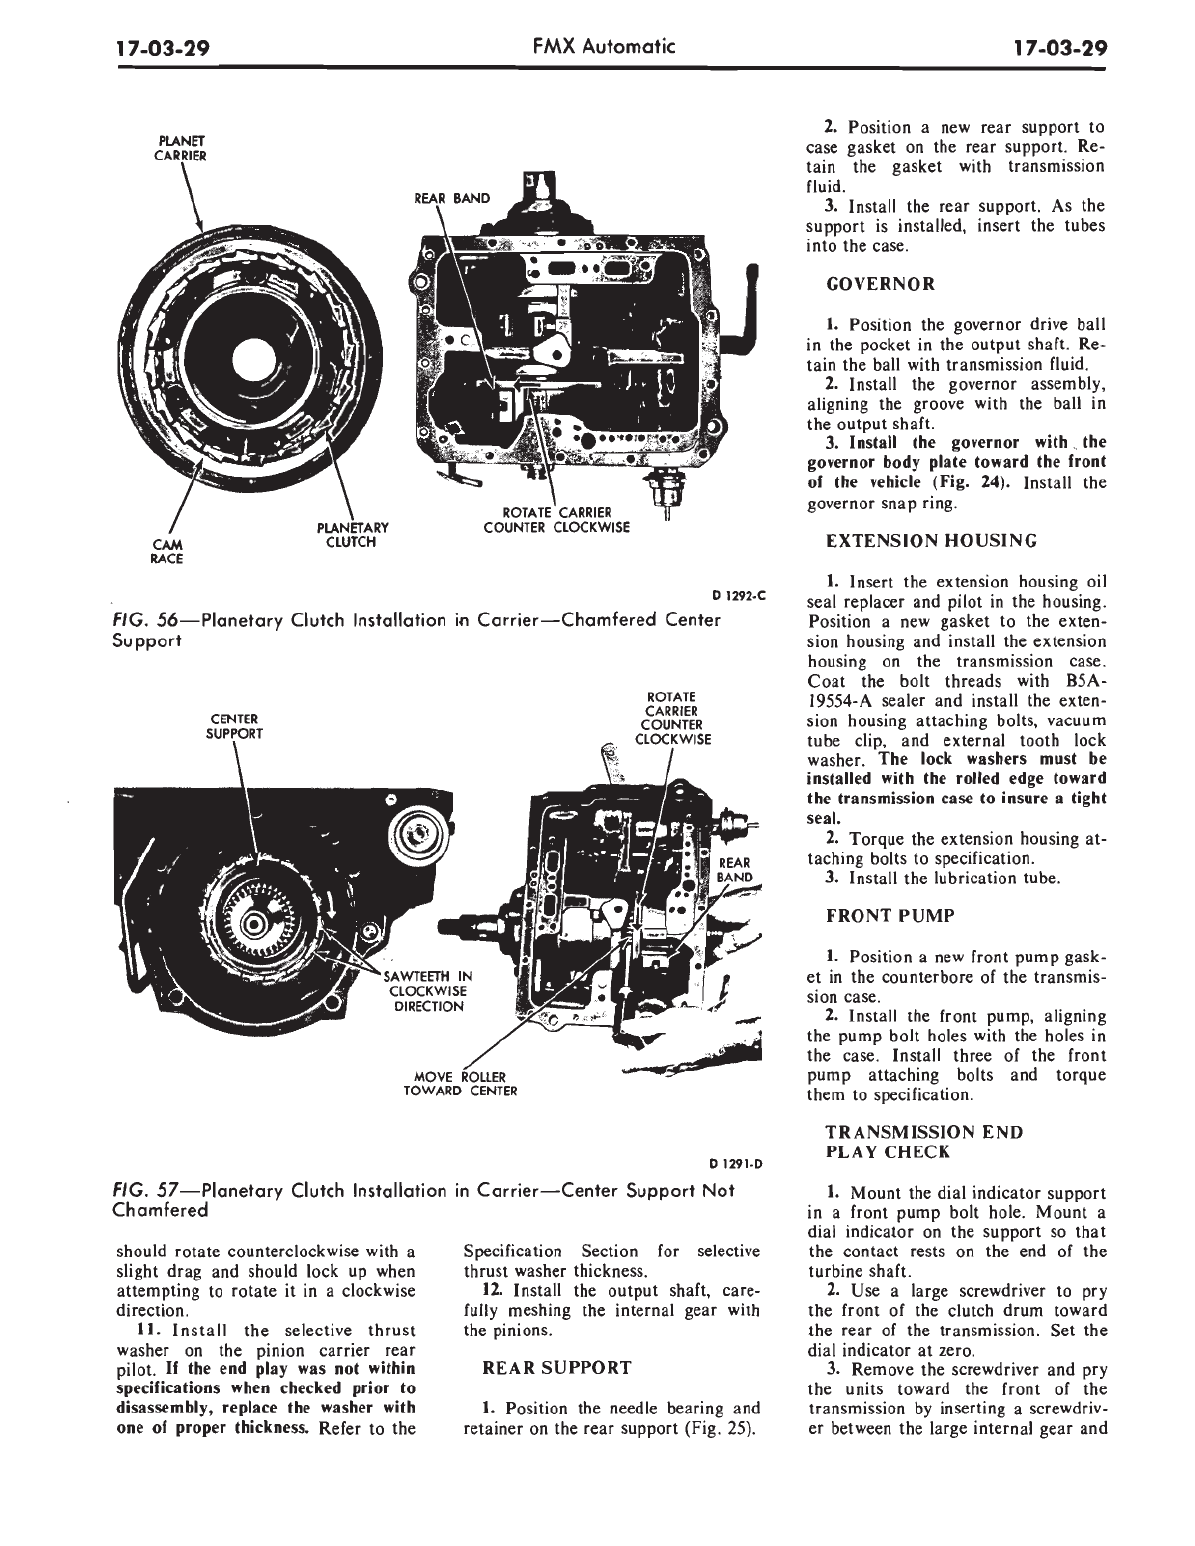 17-03-29
FMX Automatic
17-03-29
PLANET
CARRIER
REAR BAND
ROTATE CARRIER
COUNTER CLOCKWISE
PLANETARY
CLUTCH
CAM
RACE
D 1292-C
FIG. 56—Planetary Clutch Installation in Carrier—Chamfered Center
Support
CENTER
SUPPORT
ROTATE
CARRIER
COUNTER
CLOCKWISE
REAR
BAND
SAWTEETH IN
CLOCKWISE
DIRECTION
MOVE ROLLER
TOWARD CENTER
D 1291-D
FIG. 57—Planetary Clutch Installation in Carrier—Center Support Not
Chamfered
should rotate counterclockwise with a
slight drag and should lock up when
attempting to rotate it in a clockwise
direction.
11. Install the selective thrust
washer on the pinion carrier rear
pilot. If the end play was not within
specifications when checked prior to
disassembly, replace the washer with
one of proper thickness. Refer to the
Specification Section for selective
thrust washer thickness.
12. Install the output shaft, care-
fully meshing the internal gear with
the pinions.
REAR SUPPORT
1. Position the needle bearing and
retainer on the rear support (Fig. 25).
2. Position a new rear support to
case gasket on the rear support. Re-
tain the gasket with transmission
fluid.
3. Install the rear support. As the
support is installed, insert the tubes
into the case.
GOVERNOR
1. Position the governor drive ball
in the pocket in the output shaft. Re-
tain the ball with transmission fluid.
2. Install the governor assembly,
aligning the groove with the ball in
the output shaft.
3. Install the governor with the
governor body plate toward the front
of the vehicle (Fig. 24). Install the
governor snap ring.
EXTENSION HOUSING
1. Insert the extension housing oil
seal replacer and pilot in the housing.
Position a new gasket to the exten-
sion housing and install the extension
housing on the transmission case.
Coat the bolt threads with B5A-
19554-A sealer and install the exten-
sion housing attaching bolts, vacuum
tube clip, and external tooth lock
washer. The lock washers must be
installed with the rolled edge toward
the transmission case to insure a tight
seal.
2. Torque the extension housing at-
taching bolts to specification.
3. Install the lubrication tube.
FRONT PUMP
1. Position a new front pump gask-
et in the counterbore of the transmis-
sion case.
2. Install the front pump, aligning
the pump bolt holes with the holes in
the case. Install three of the front
pump attaching bolts and torque
them to specification.
TRANSMISSION END
PLAY CHECK
1. Mount the dial indicator support
in a front pump bolt hole. Mount a
dial indicator on the support so that
the contact rests on the end of the
turbine shaft.
2. Use a large screwdriver to pry
the front of the clutch drum toward
the rear of the transmission. Set the
dial indicator at zero.
3. Remove the screwdriver and pry
the units toward the front of the
transmission by inserting a screwdriv-
er between the large internal gear and